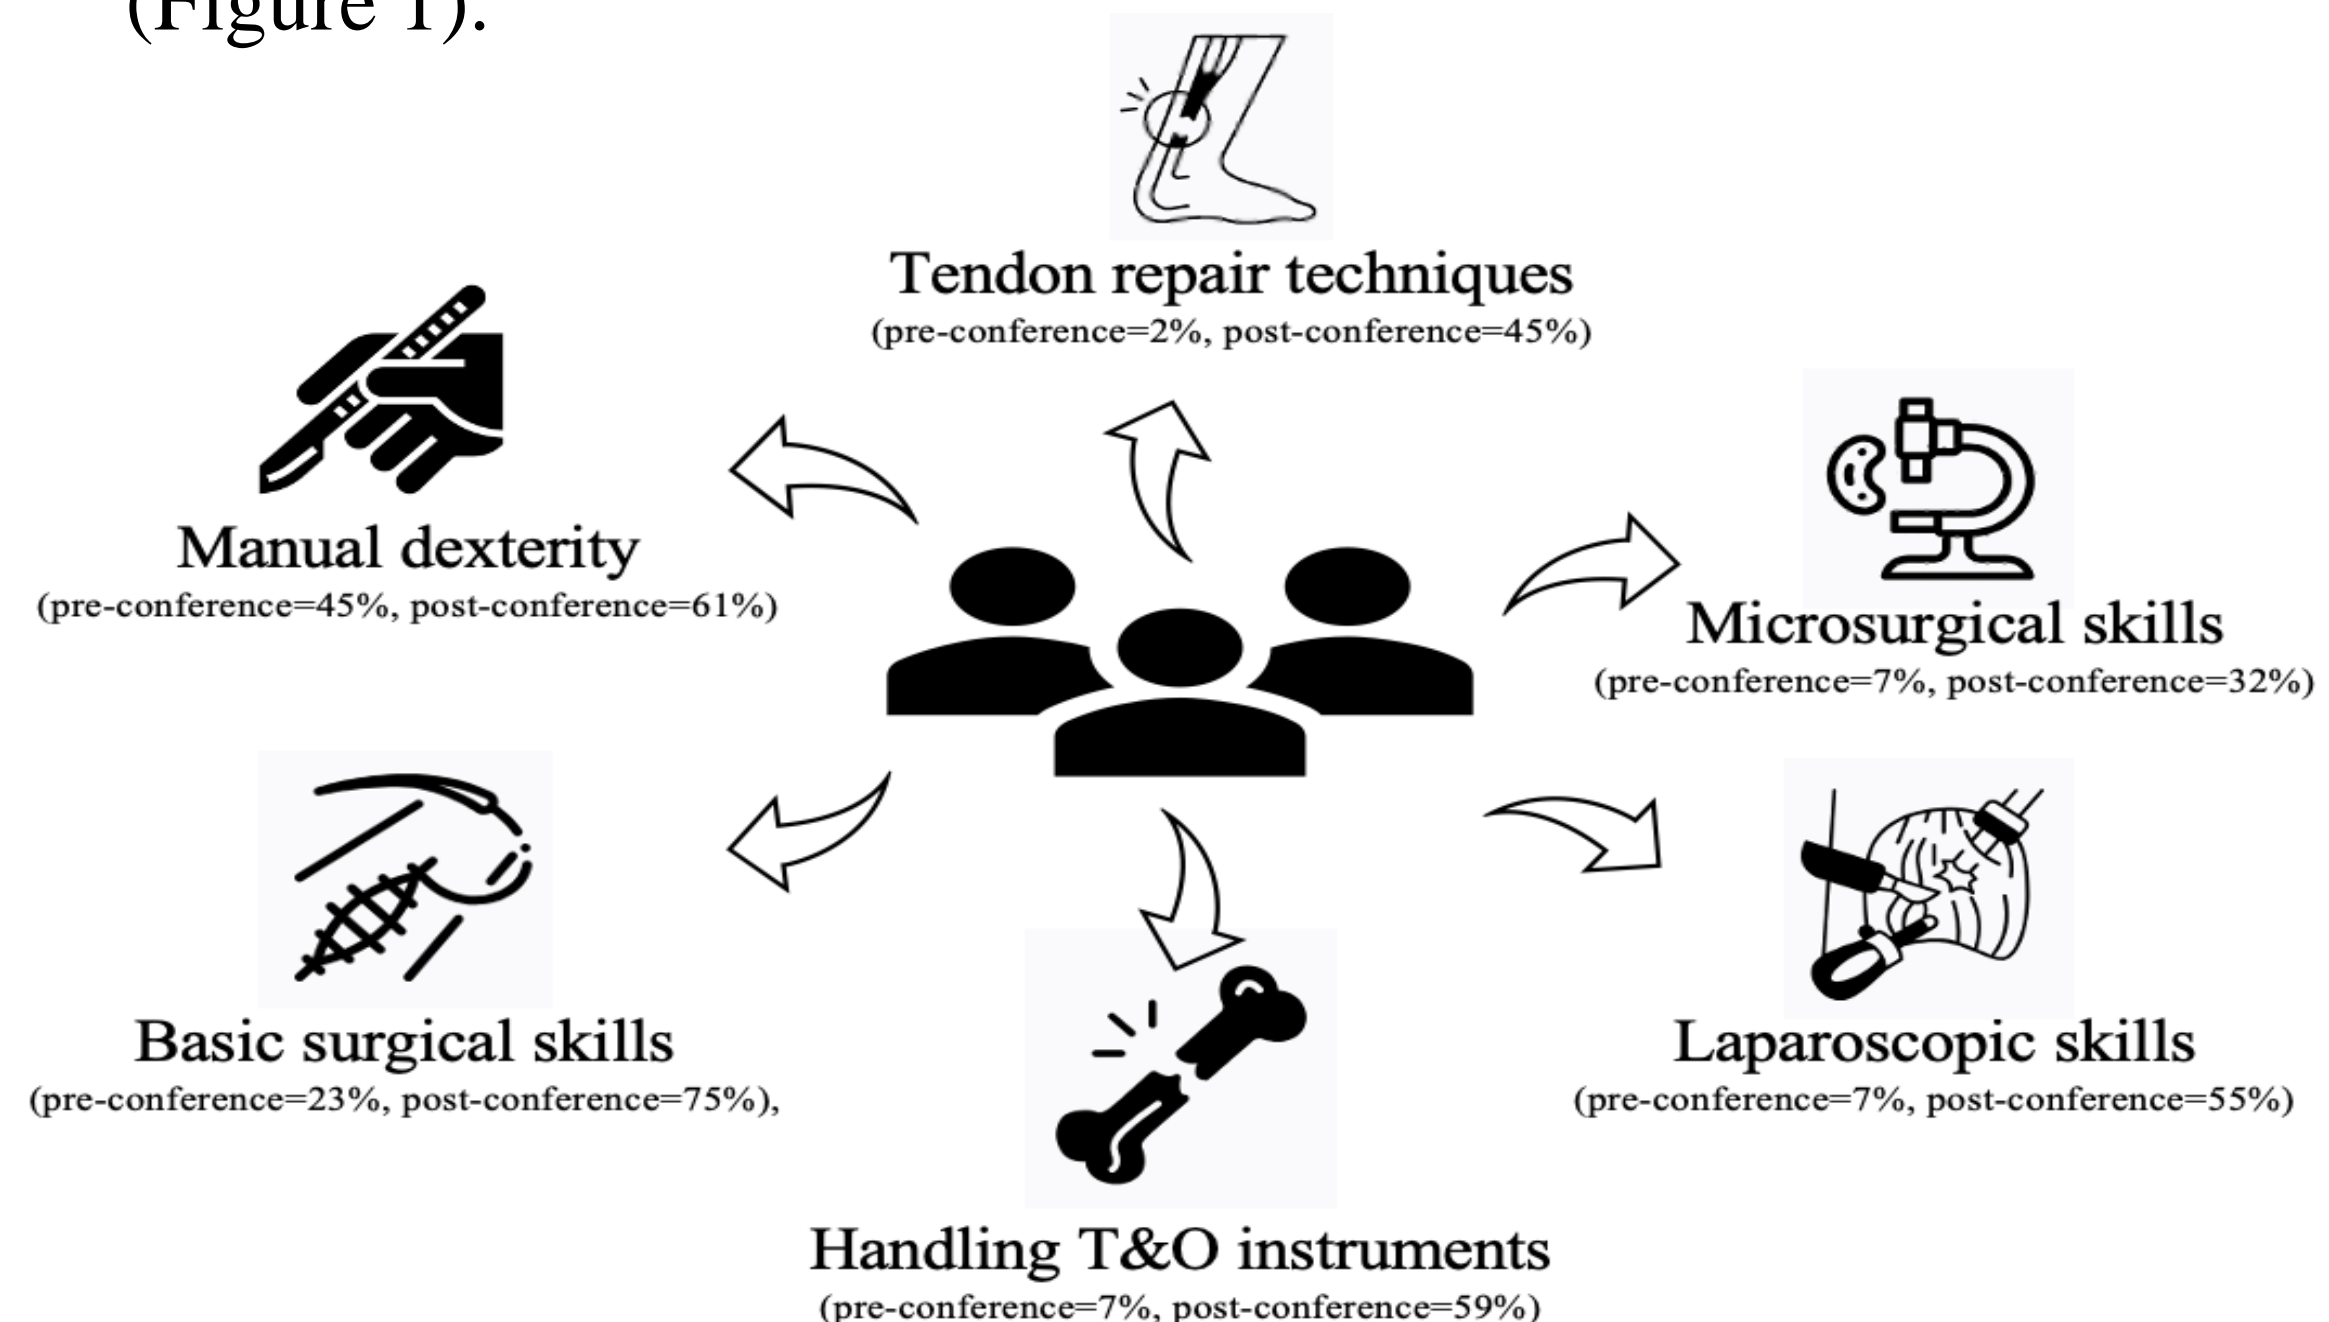 (Figure 1).
Tendon repair techniques
(pre-conference=2%, post-conference=45%)
Manual dexterity
(pre-conference=45%, post-conference=61%)
Microsurgical skills
(pre-conference=7%, post-conference=32%)
Basic surgical skills
(pre-conference=23%, post-conference=75%),
Laparoscopic skills
(pre-conference=7%, post-conference=55%)
Handling T&O instruments
(pre-conference=7%, post-conference=59%)